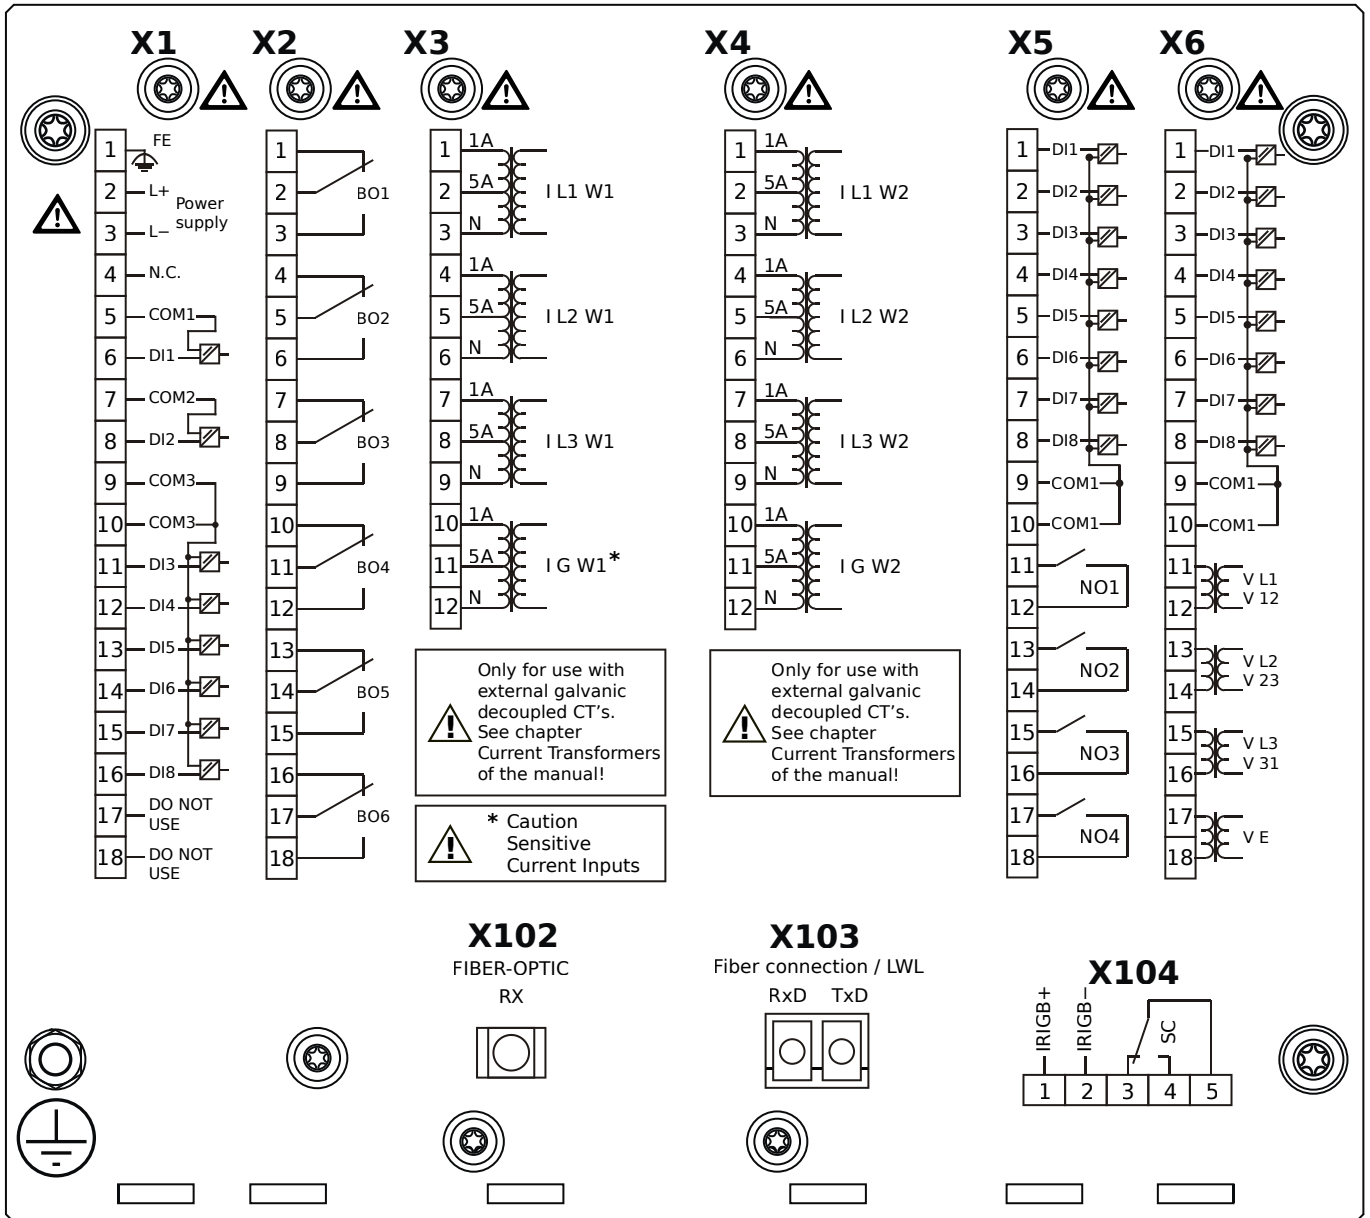 X1
X2
X3
X4
X5
X6
1 FE
2 L+ Power
3 L− supply
4 N.C.
5 COM1
6 DI1
7 COM2
8 DI2
9 COM3
10 COM3
11 DI3
12 DI4
13 DI5
14 DI6
15 DI7
16 DI8
17 DO NOT
USE
18 DO NOT
USE
1
2 BO1
3
4
5 BO2
6
7
8 BO3
9
10
11 BO4
12
13
14 BO5
15
16
17 BO6
18
1 1A
2 5A I L1 W1
3 N
4 1A
5 5A I L2 W1
6 N
7 1A
8 5A I L3 W1
9 N
10 1A
11 5A I G W1*
12 N
Only for use with
external galvanic
decoupled CT's.
See chapter
Current Transformers
of the manual!
* Caution
Sensitive
Current Inputs
1 1A
2 5A I L1 W2
3 N
4 1A
5 5A I L2 W2
6 N
7 1A
8 5A I L3 W2
9 N
10 1A
11 5A I G W2
12 N
Only for use with
external galvanic
decoupled CT's.
See chapter
Current Transformers
of the manual!
1 DI1
2 DI2
3 DI3
4 DI4
5 DI5
6 DI6
7 DI7
8 DI8
9 COM1
10 COM1
11
NO1
12
13
NO2
14
15
NO3
16
17
NO4
18
1 DI1
2 DI2
3 DI3
4 DI4
5 DI5
6 DI6
7 DI7
8 DI8
9 COM1
10 COM1
11 V L1
12 V 12
13 V L2
14 V 23
15 V L3
16 V 31
17
V E
18
X102
FIBER-OPTIC
RX
X103
Fiber connection / LWL
RxD TxD
X104
IRIGB+
IRIGB−
SC
1 2 3 4 5